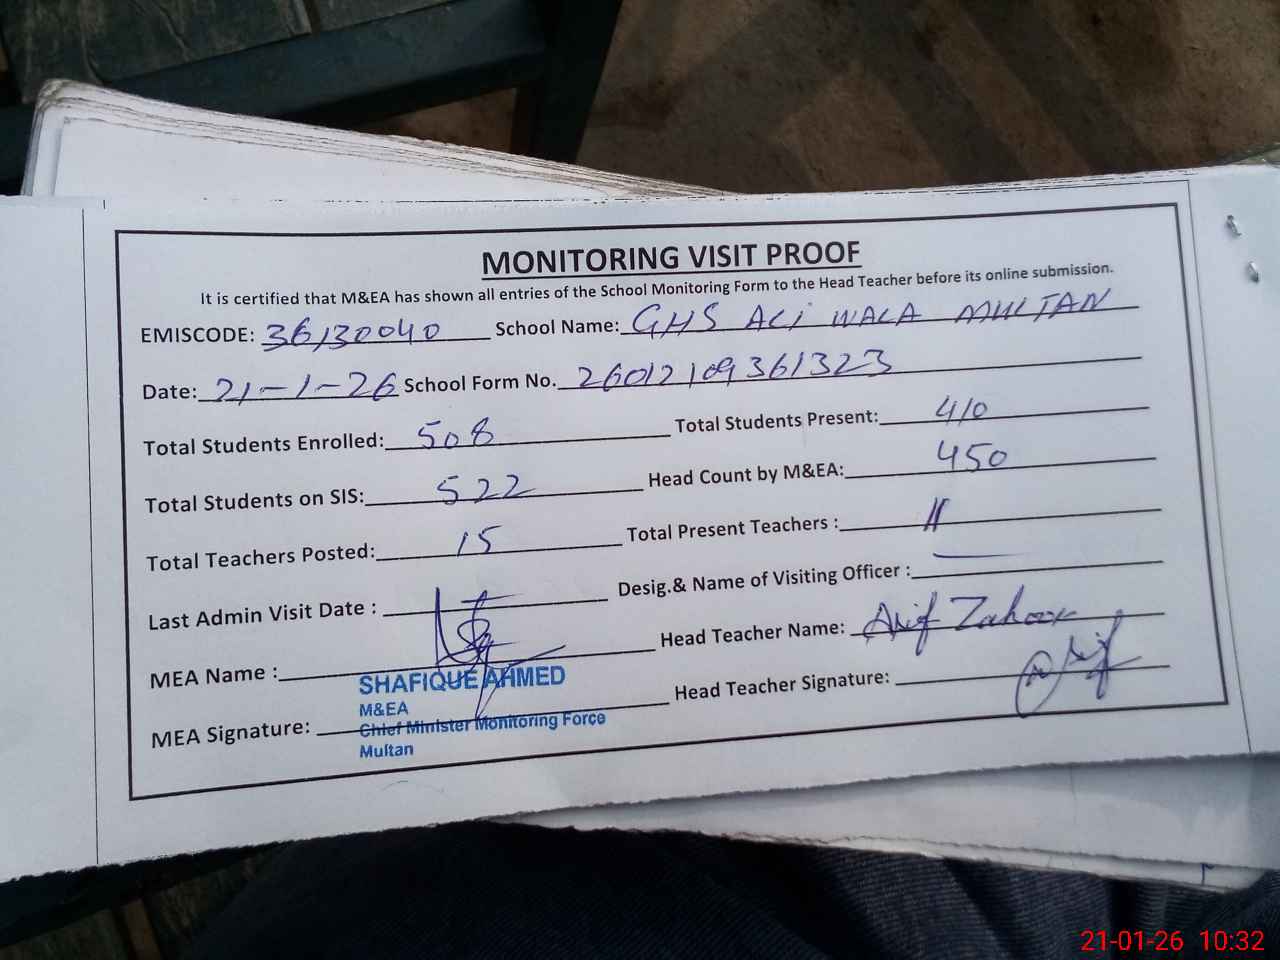 MONITORING VISIT PROOF
It is certified that M&EA has shown all entries of the School Monitoring Form to the Head Teacher before its online submission.
EMISCODE: 36130040 School Name: GHS ALI WALA MULTAN
Date: 21-1-26 School Form No. 26012109361323
Total Students Enrolled: 508 Total Students Present: 410
Total Students on SIS: 522 Head Count by M&EA: 450
Total Teachers Posted: 15 Total Present Teachers : 11
Last Admin Visit Date : Desig.& Name of Visiting Officer :
MEA Name : Head Teacher Name: Arif Zahoor
SHAFIQUE AHMED
M&EA
MEA Signature: Head Teacher Signature:
Chief Minister Monitoring Force
Multan
21-01-26 10:32